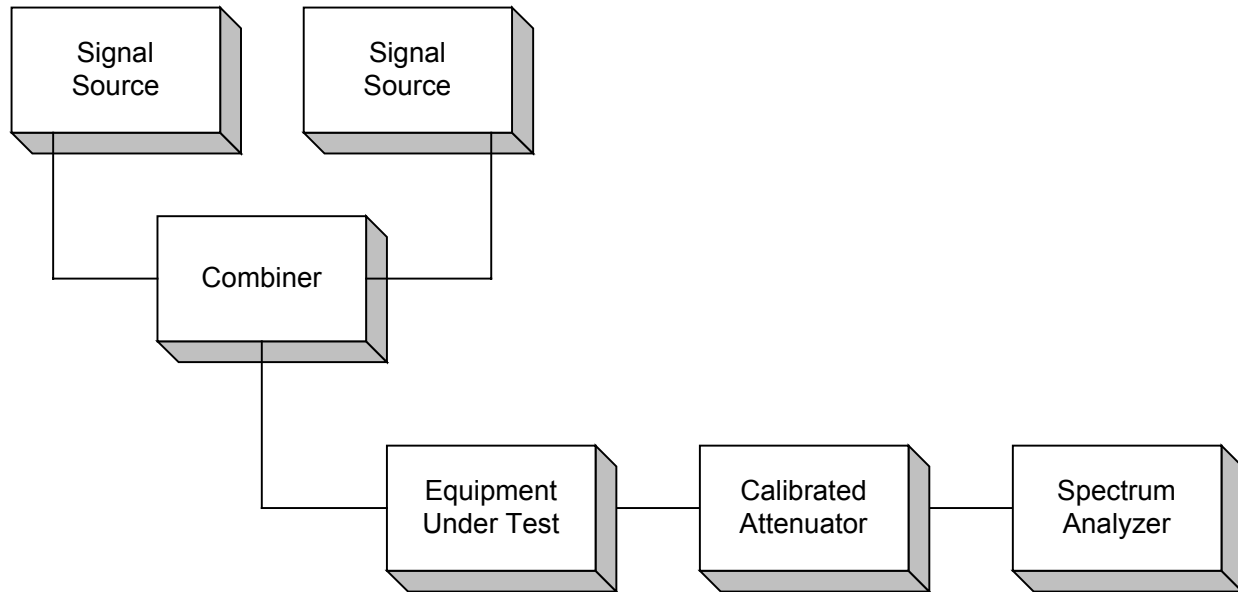 Signal
Source
Signal
Source
Combiner
Equipment
Under Test
Calibrated
Attenuator
Spectrum
Analyzer